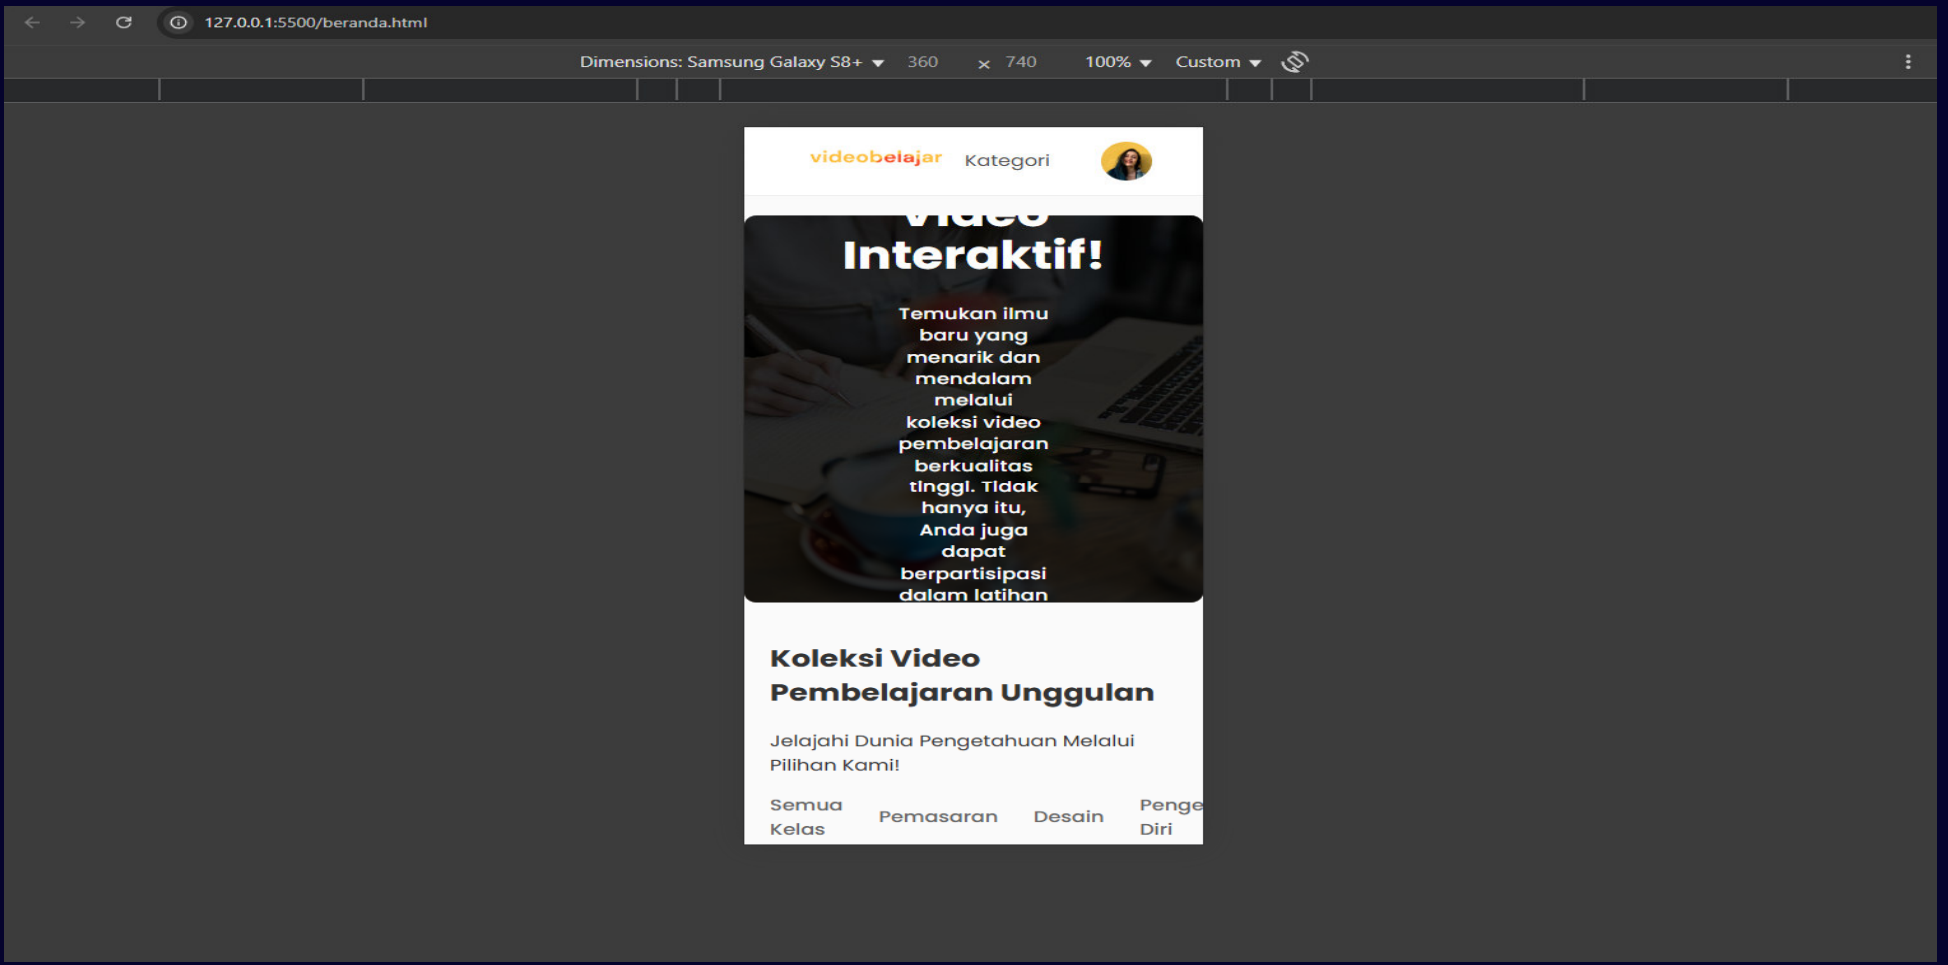 127.0.0.1:5500/beranda.html
Dimensions: Samsung Galaxy S8+ 360 × 740 100% Custom
videobelajar Kategori
Video
Interaktif!
Temukan ilmu
baru yang
menarik dan
mendalam
melalui
koleksi video
pembelajaran
berkualitas
tinggi. Tidak
hanya itu,
Anda juga
dapat
berpartisipasi
dalam latihan
Koleksi Video
Pembelajaran Unggulan
Jelajahi Dunia Pengetahuan Melalui
Pilihan Kami!
Semua Kelas
Pemasaran
Desain
Penge
Diri